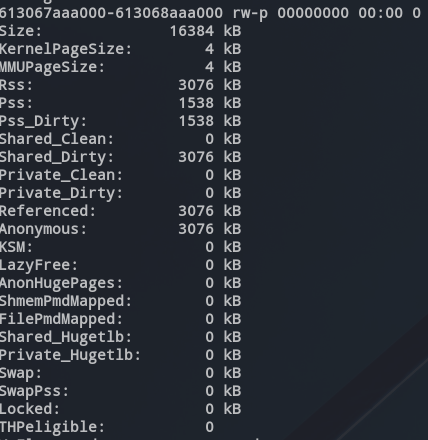 613067aaa000-613068aaa000 rw-p 00000000 00:00 0
Size:              16384 kB
KernelPageSize:        4 kB
MMUPageSize:           4 kB
Rss:                3076 kB
Pss:                1538 kB
Pss_Dirty:          1538 kB
Shared_Clean:          0 kB
Shared_Dirty:       3076 kB
Private_Clean:         0 kB
Private_Dirty:         0 kB
Referenced:         3076 kB
Anonymous:          3076 kB
KSM:                   0 kB
LazyFree:              0 kB
AnonHugePages:         0 kB
ShmemPmdMapped:        0 kB
FilePmdMapped:         0 kB
Shared_Hugetlb:        0 kB
Private_Hugetlb:       0 kB
Swap:                  0 kB
SwapPss:               0 kB
Locked:                0 kB
THPeligible:           0